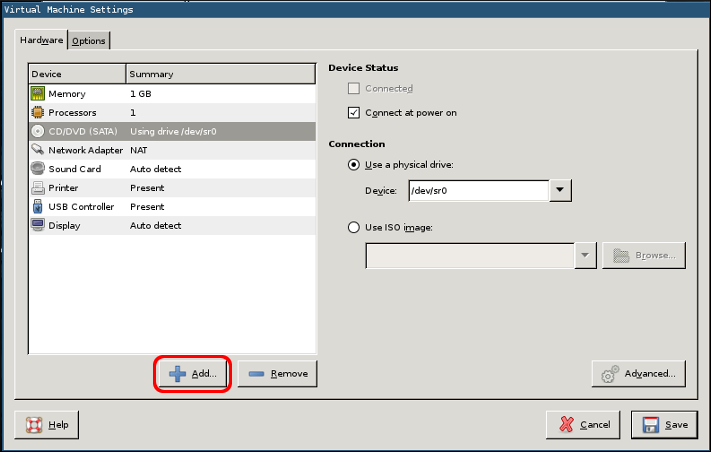 Virtual Machine Settings
Hardware Options
Device Summary
Memory 1 GB
Processors 1
CD/DVD (SATA) Using drive /dev/sr0
Network Adapter NAT
Sound Card Auto detect
Printer Present
USB Controller Present
Display Auto detect
Add... Remove
Device Status
Connected
Connect at power on
Connection
Use a physical drive:
Device: /dev/sr0
Use ISO image:
Browse...
Advanced...
Help Cancel Save